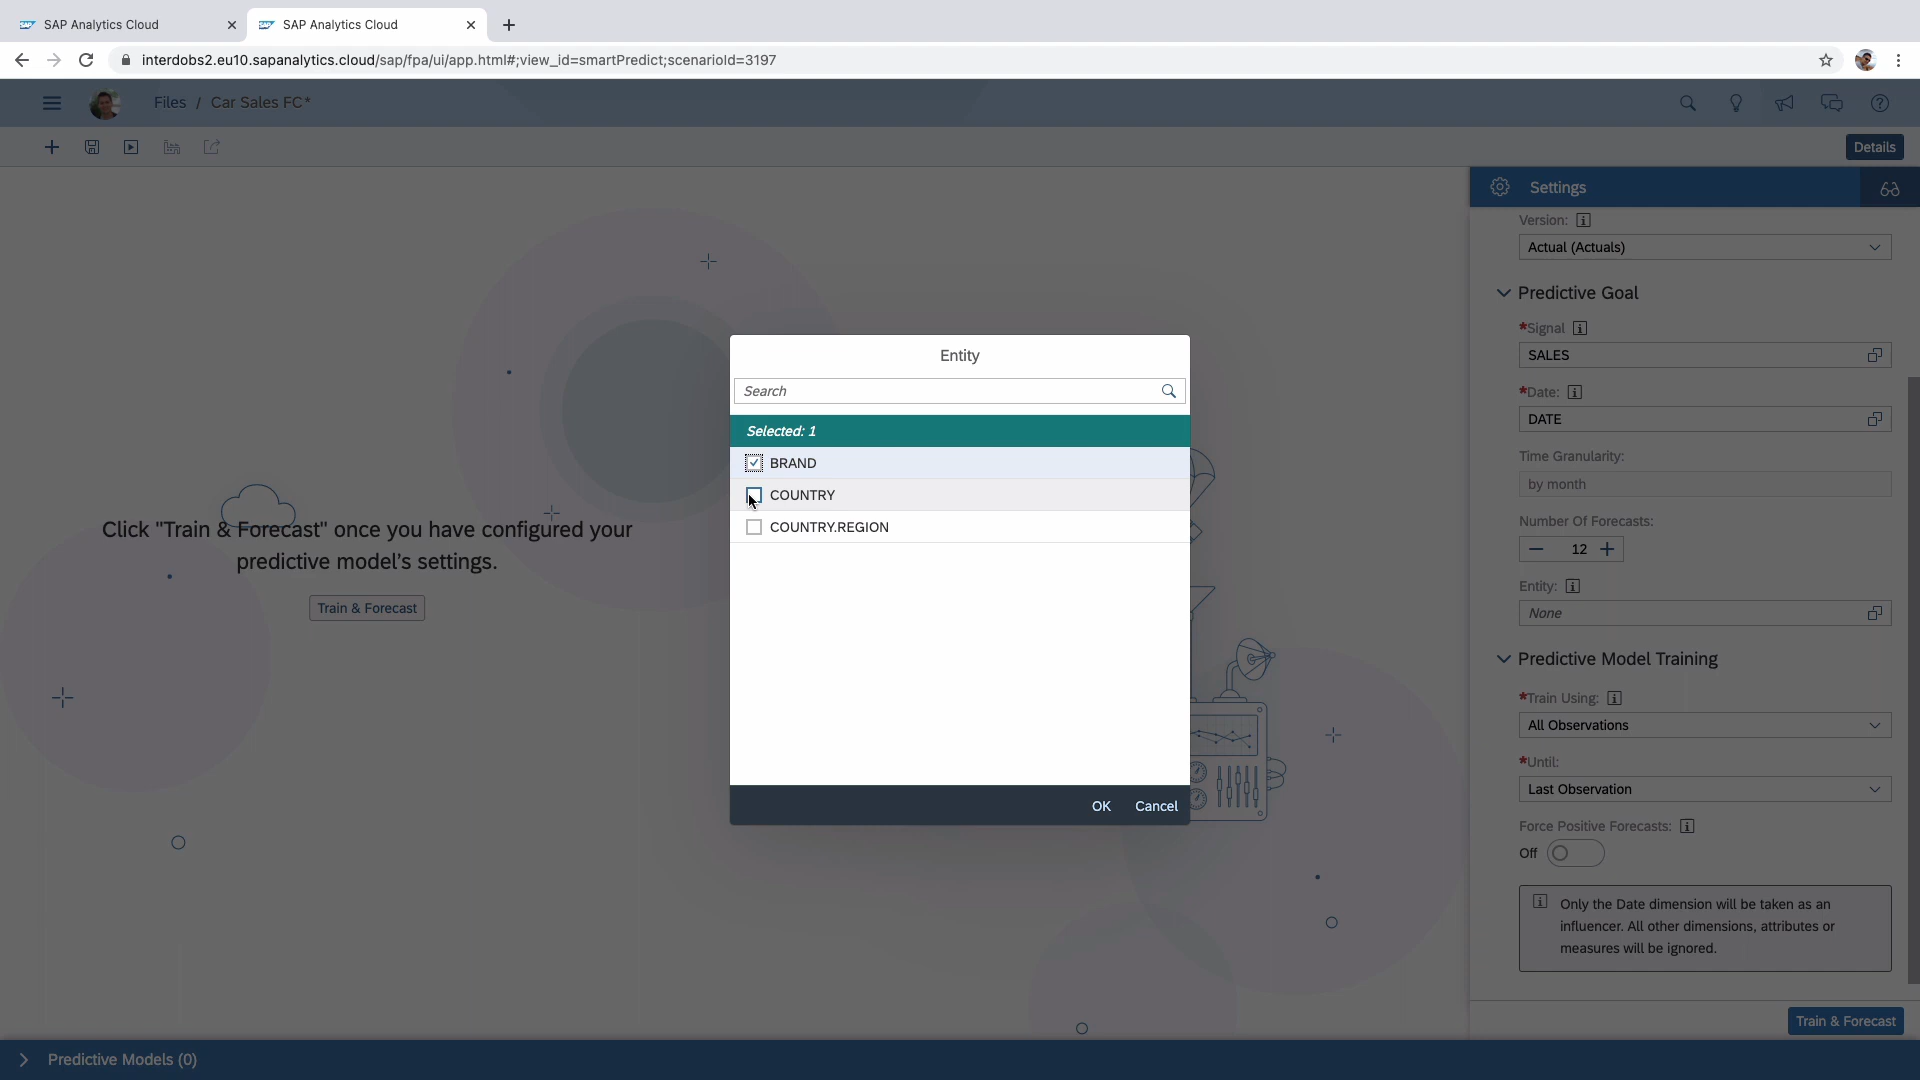 SAP Analytics Cloud
SAP Analytics Cloud
interdobs2.eu10.sapanalytics.cloud/sap/fpa/ui/app.html#;view_id=smartPredict;scenarioId=3197
Files / Car Sales FC*
Details
Settings
Version:
Actual (Actuals)
Predictive Goal
*Signal
SALES
*Date:
DATE
Time Granularity:
by month
Number Of Forecasts:
12
Entity:
None
Predictive Model Training
*Train Using:
All Observations
*Until:
Last Observation
Force Positive Forecasts:
Off
Only the Date dimension will be taken as an
influencer. All other dimensions, attributes or
measures will be ignored.
Train & Forecast
Click "Train & Forecast" once you have configured your
predictive model's settings.
Train & Forecast
Entity
Search
Selected: 1
BRAND
COUNTRY
COUNTRY.REGION
OK Cancel
Predictive Models (0)